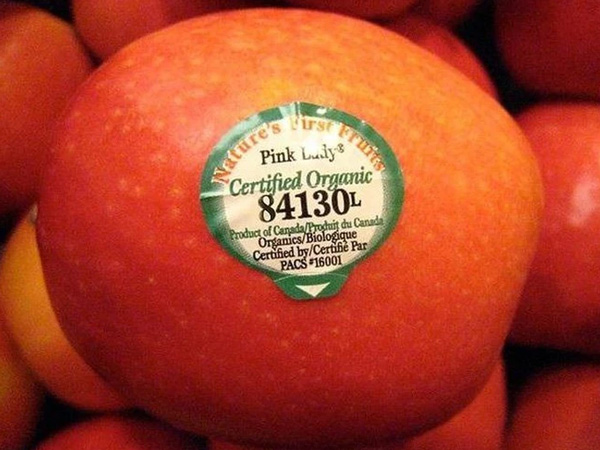 Nature's First Fruits
Pink Lady®
Certified Organic
84130L
Product of Canada/Produit du Canada
Organics/Biologique
Certified by/Certifié Par
PACS #16001